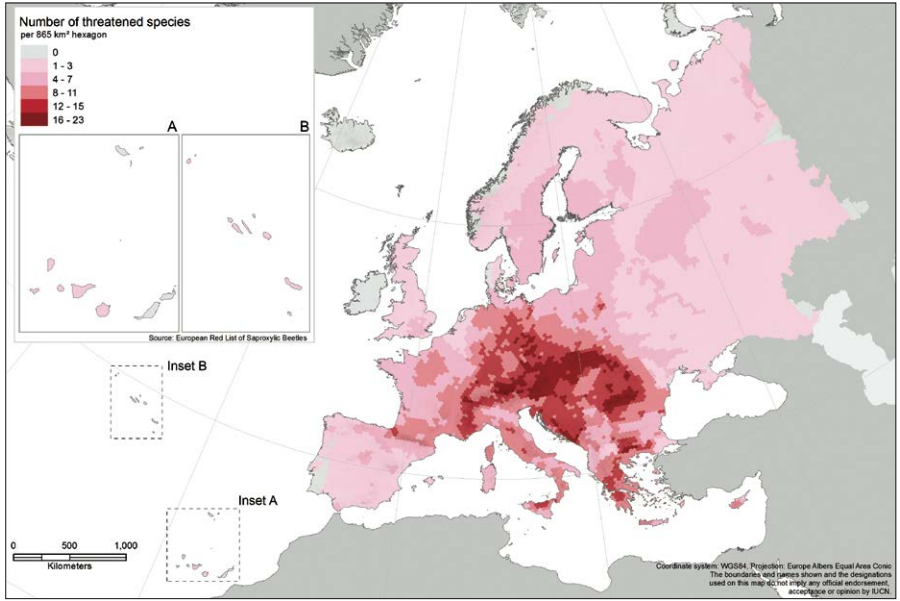 Number of threatened species
per 865 km² hexagon
0
1 - 3
4 - 7
8 - 11
12 - 15
16 - 23
A
B
Source: European Red List of Saproxylic Beetles
Inset B
Inset A
0 500 1,000
Kilometers
Coordinate system: WGS84, Projection: Europe Albers Equal Area Conic
The boundaries and names shown and the designations
used on this map do not imply any official endorsement,
acceptance or opinion by IUCN.